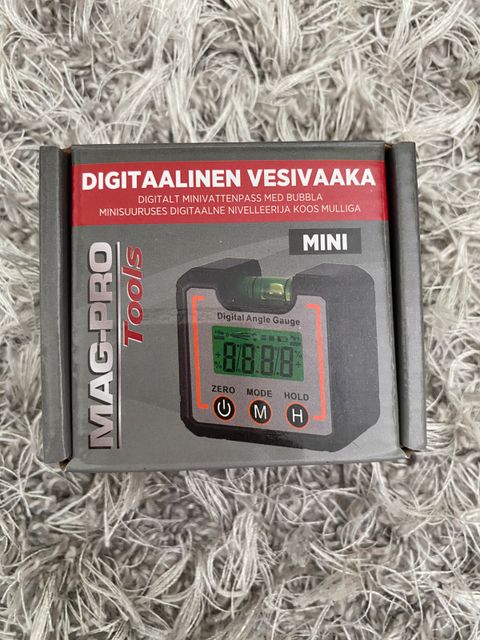 DIGITAALINEN VESIVAAKA
DIGITALT MINIVATTENPASS MED BUBBLA
MINISUURUSES DIGITAALNE NIVELLEERIJA KOOS MULLIGA
MINI
MAG-PRO
Tools
Digital Angle Gauge
ZERO MODE HOLD
M H